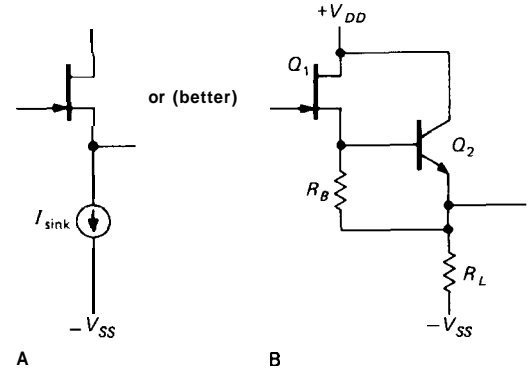 +V_DD
Q_1
or (better)
Q_2
R_B
I_sink
R_L
−V_SS
−V_SS
A
B